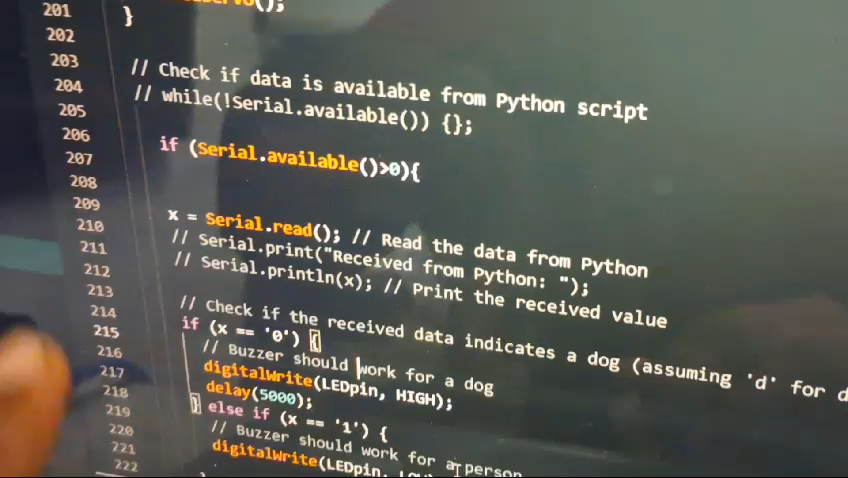 201
202 }
203
204 // Check if data is available from Python script
205 // while(!Serial.available()) {};
206
207 if (Serial.available()>0){
208
209
210 x = Serial.read(); // Read the data from Python
211 // Serial.print("Received from Python: ");
212 // Serial.println(x); // Print the received value
213
214 // Check if the received data indicates a dog (assuming 'd' for d
215 if (x == '0') {
216 // Buzzer should work for a dog
217 digitalWrite(LEDpin, HIGH);
218 delay(5000);
219 } else if (x == '1') {
220 // Buzzer should work for a person
221 digitalWrite(LEDpin,
222